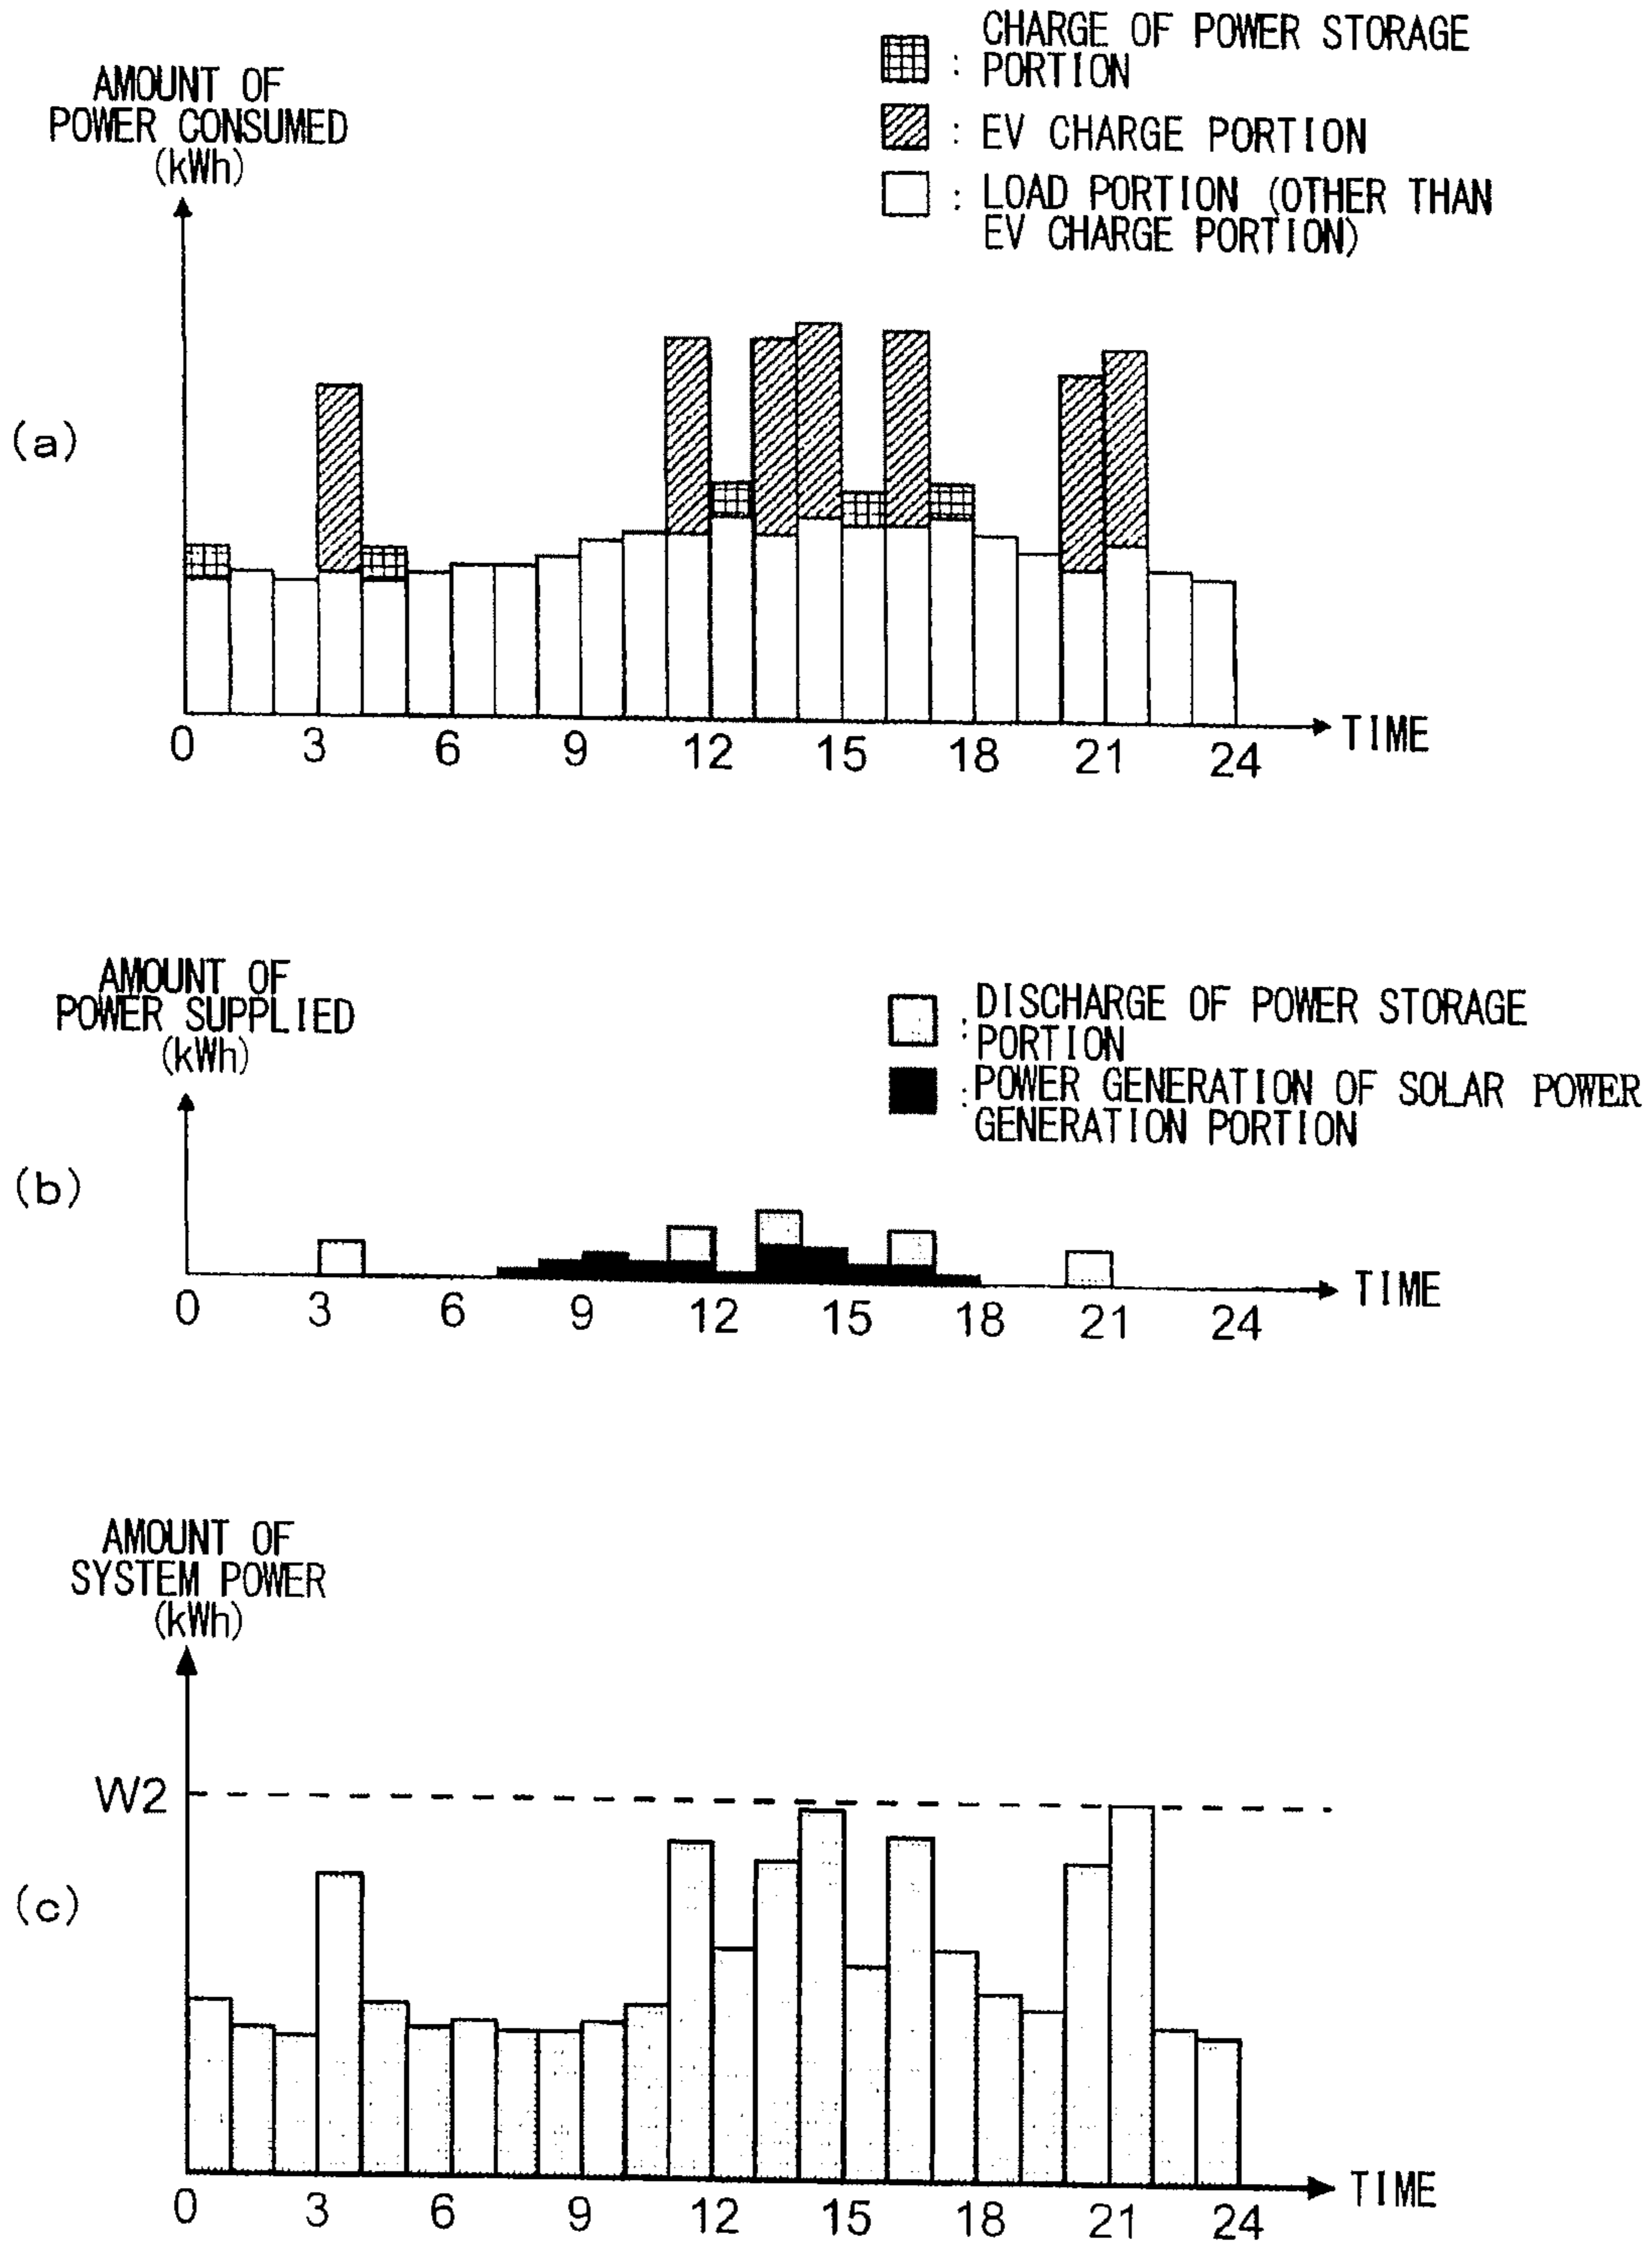 : CHARGE OF POWER STORAGE
PORTION
: EV CHARGE PORTION
: LOAD PORTION (OTHER THAN
EV CHARGE PORTION)
AMOUNT OF
POWER CONSUMED
(kWh)
(a)
0 3 6 9 12 15 18 21 24
TIME
AMOUNT OF
POWER SUPPLIED
(kWh)
: DISCHARGE OF POWER STORAGE
PORTION
: POWER GENERATION OF SOLAR POWER
GENERATION PORTION
(b)
0 3 6 9 12 15 18 21 24
TIME
AMOUNT OF
SYSTEM POWER
(kWh)
W2
(c)
0 3 6 9 12 15 18 21 24
TIME